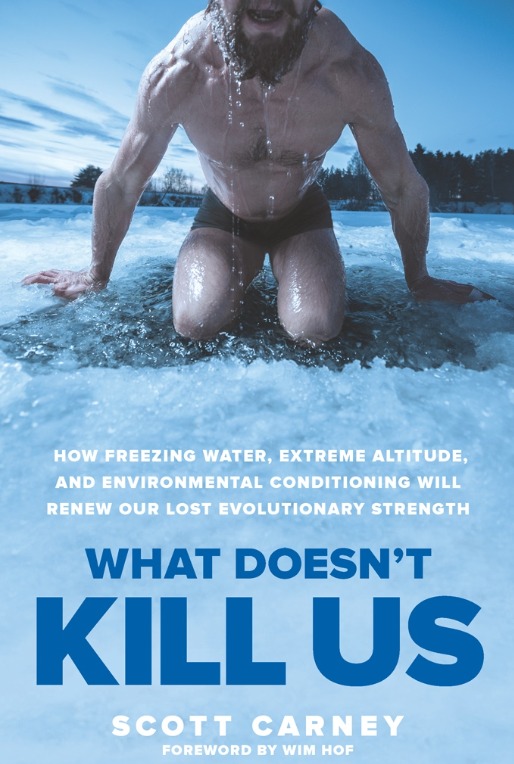 HOW FREEZING WATER, EXTREME ALTITUDE,
AND ENVIRONMENTAL CONDITIONING WILL
RENEW OUR LOST EVOLUTIONARY STRENGTH
WHAT DOESN'T
KILL US
SCOTT CARNEY
FOREWORD BY WIM HOF